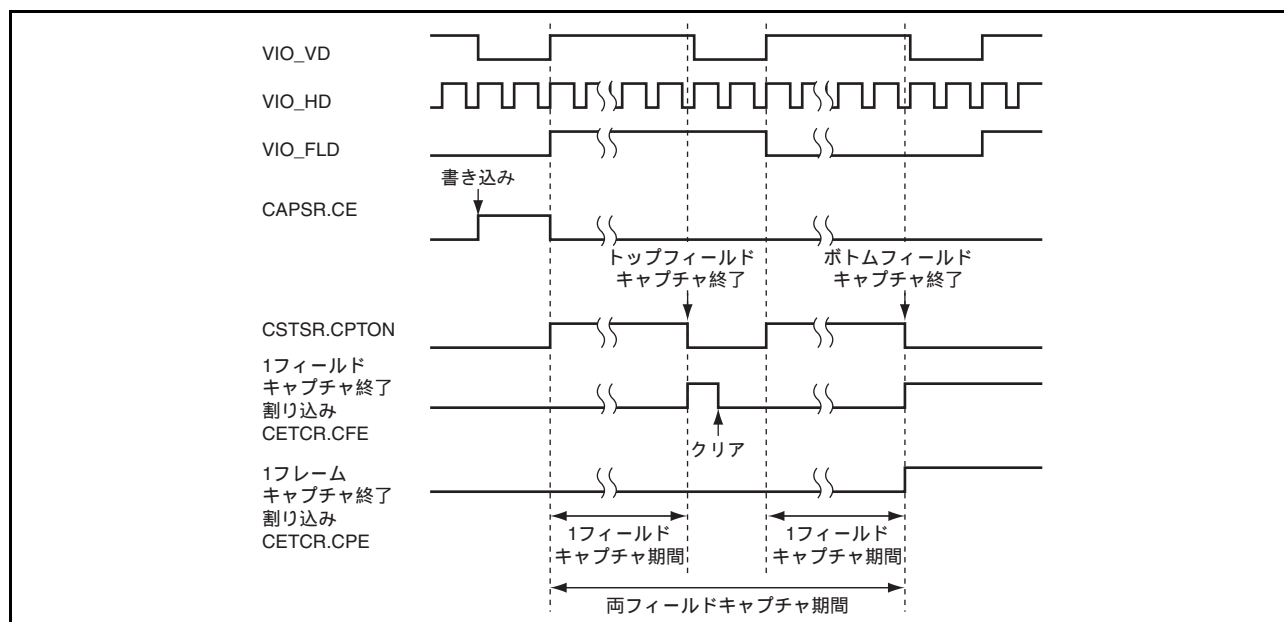 VIO_VD
VIO_HD
VIO_FLD
書き込み
CAPSR.CE
トップフィールド
キャプチャ終了
ボトムフィールド
キャプチャ終了
CSTSR.CPTON
1フィールド
キャプチャ終了
割り込み
CETCR.CFE
クリア
1フレーム
キャプチャ終了
割り込み
CETCR.CPE
1フィールド
キャプチャ期間
1フィールド
キャプチャ期間
両フィールドキャプチャ期間